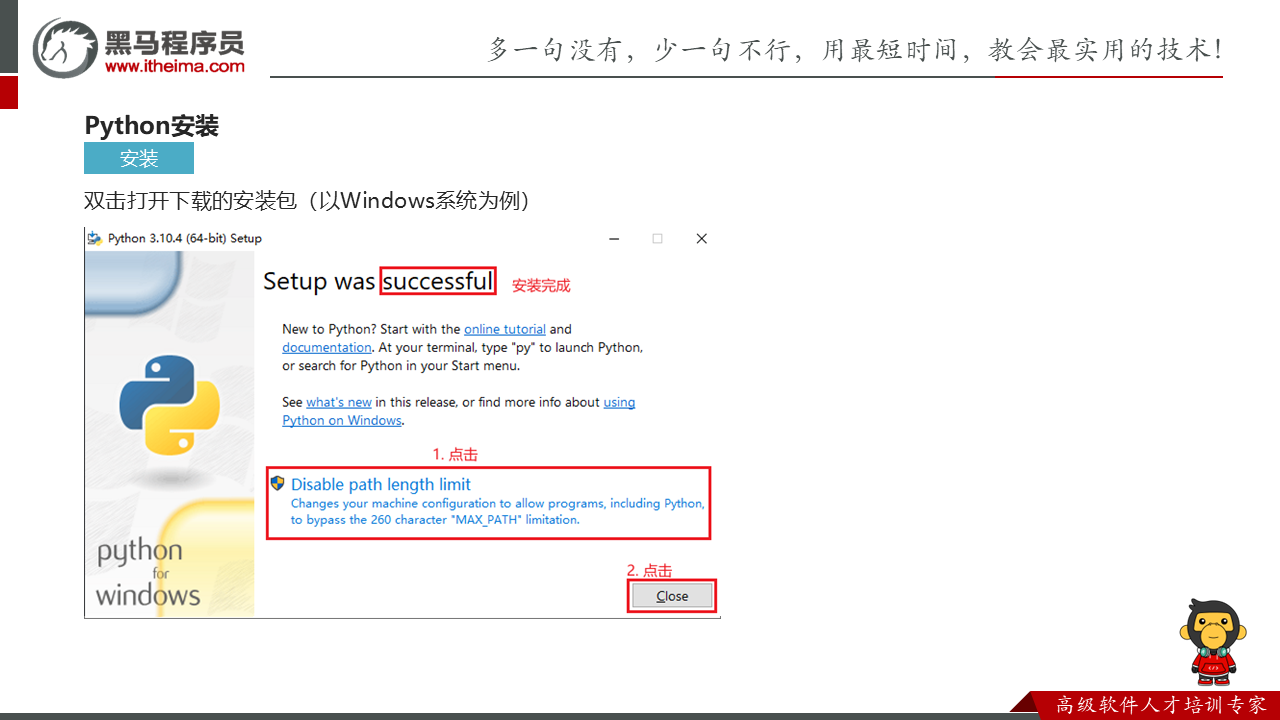 黑马程序员
www.itheima.com
多一句没有，少一句不行，用最短时间，教会最实用的技术！
Python安装
安装
双击打开下载的安装包（以Windows系统为例）
Python 3.10.4 (64-bit) Setup
Setup was successful
安装完成
New to Python? Start with the online tutorial and
documentation. At your terminal, type "py" to launch Python,
or search for Python in your Start menu.
See what's new in this release, or find more info about using
Python on Windows.
1. 点击
Disable path length limit
Changes your machine configuration to allow programs, including Python,
to bypass the 260 character "MAX_PATH" limitation.
python
for
windows
2. 点击
Close
高级软件人才培训专家